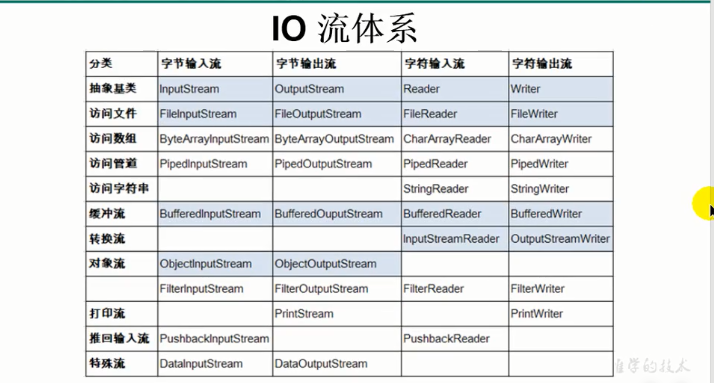 IO 流体系
分类 字节输入流 字节输出流 字符输入流 字符输出流
抽象基类 InputStream OutputStream Reader Writer
访问文件 FileInputStream FileOutputStream FileReader FileWriter
访问数组 ByteArrayInputStream ByteArrayOutputStream CharArrayReader CharArrayWriter
访问管道 PipedInputStream PipedOutputStream PipedReader PipedWriter
访问字符串 StringReader StringWriter
缓冲流 BufferedInputStream BufferedOuputStream BufferedReader BufferedWriter
转换流 InputStreamReader OutputStreamWriter
对象流 ObjectInputStream ObjectOutputStream
FilterInputStream FilterOutputStream FilterReader FilterWriter
打印流 PrintStream PrintWriter
推回输入流 PushbackInputStream PushbackReader
特殊流 DataInputStream DataOutputStream
学的技术